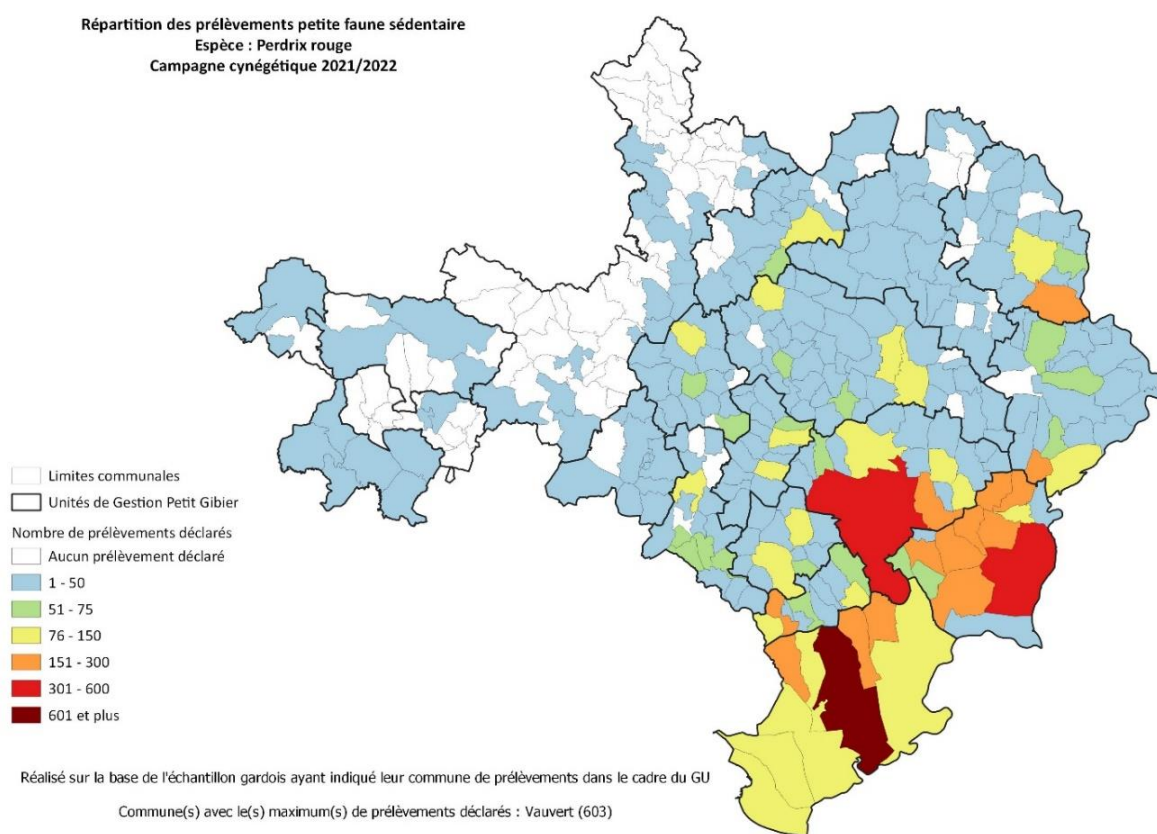 Répartition des prélèvements petite faune sédentaire
Espèce : Perdrix rouge
Campagne cynégétique 2021/2022
Limites communales
Unités de Gestion Petit Gibier
Nombre de prélèvements déclarés
Aucun prélèvement déclaré
1 - 50
51 - 75
76 - 150
151 - 300
301 - 600
601 et plus
Réalisé sur la base de l'échantillon gardois ayant indiqué leur commune de prélèvements dans le cadre du GU
Commune(s) avec le(s) maximum(s) de prélèvements déclarés : Vauvert (603)